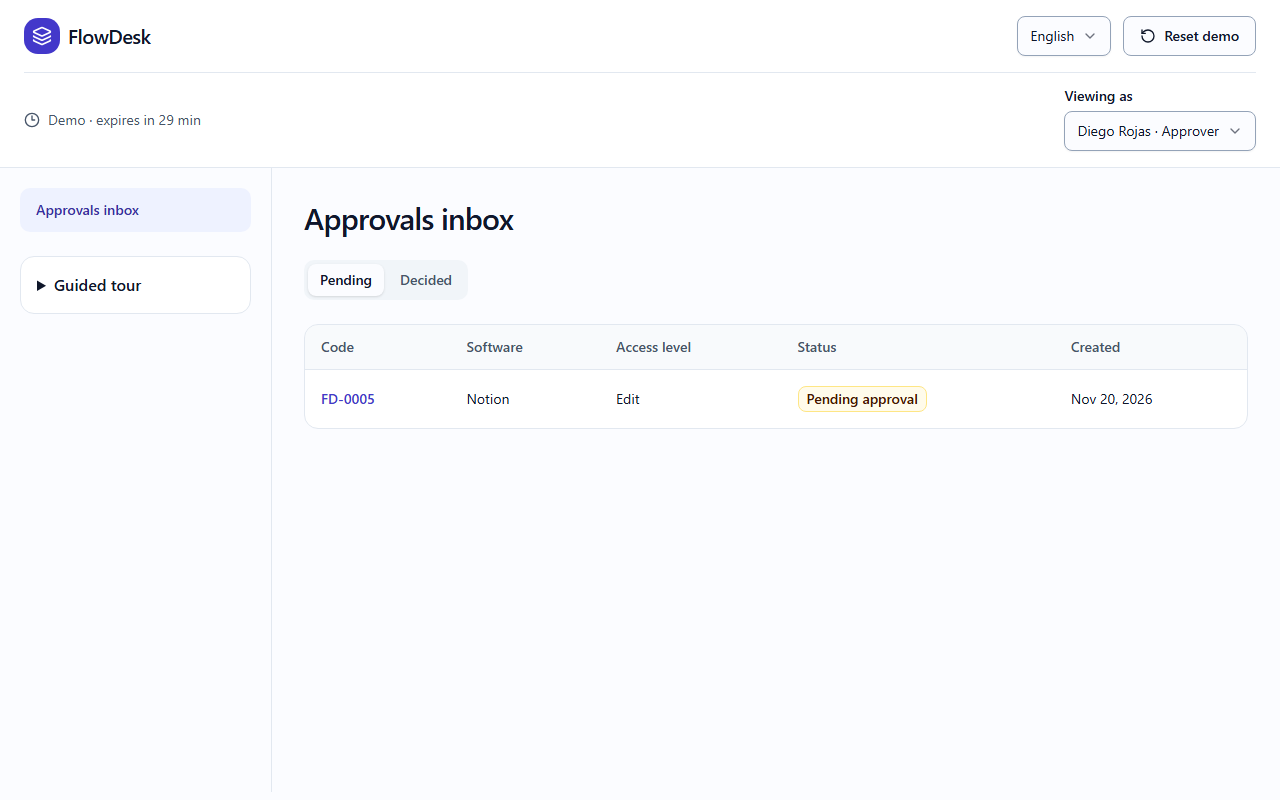 FlowDesk
English
Reset demo
Demo · expires in 29 min
Viewing as
Diego Rojas · Approver
Approvals inbox
Guided tour
Approvals inbox
Pending Decided
Code Software Access level Status Created
FD-0005 Notion Edit Pending approval Nov 20, 2026